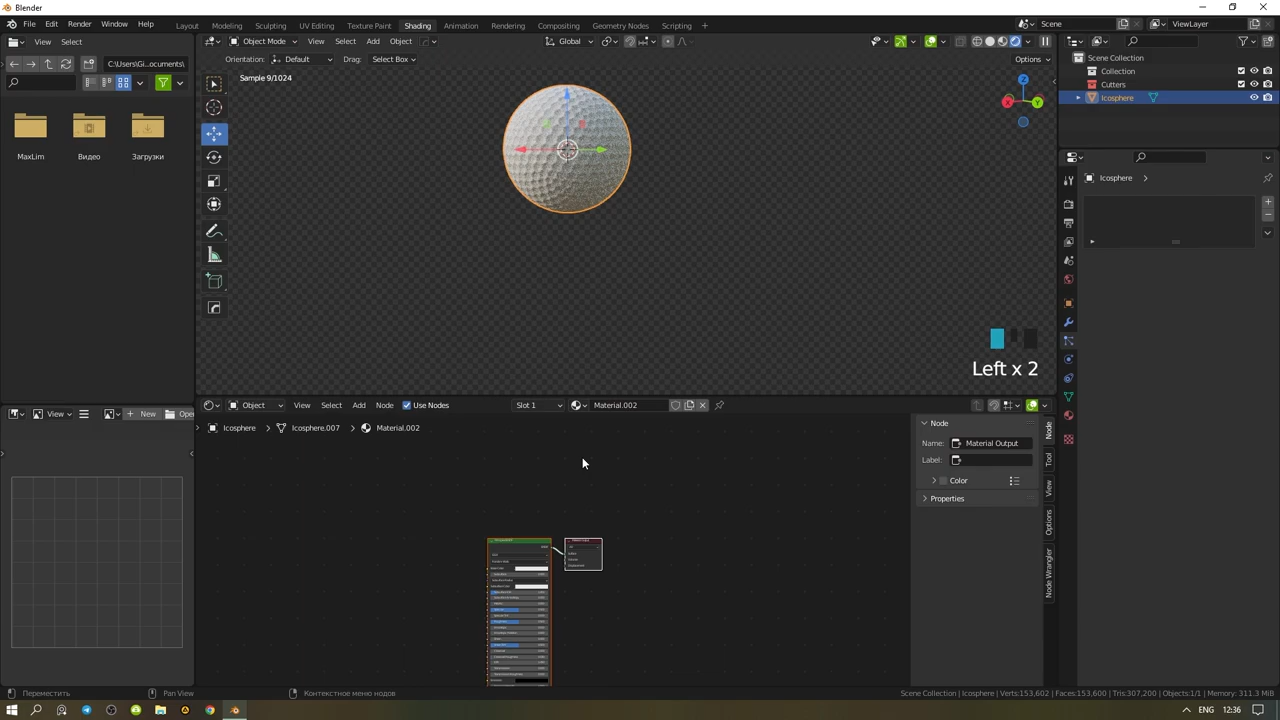 Blender
File Edit Render Window Help
Layout Modeling Sculpting UV Editing Texture Paint Shading Animation Rendering Compositing Geometry Nodes Scripting +
Scene
ViewLayer
View Select
Object Mode View Select Add Object
Global
Options
C:\Users\Gi...ocuments\
Orientation: Default Drag: Select Box
Sample 9/1024
Scene Collection
Collection
Cutters
Icosphere
MaxLim Видео Загрузки
Z
X Y
Icosphere
Left x 2
View New Open
Object View Select Add Node Use Nodes Slot 1 Material.002
Icosphere Icosphere.007 Material.002
Node
Name: Material Output
Label:
Color
Properties
Node
Tool
View
Options
Node Wrangler
Переместить Pan View Контекстное меню нодов
Scene Collection | Icosphere | Verts:153,602 | Faces:153,600 | Tris:307,200 | Objects:1/1 | Memory: 311.3 MiB
ENG 12:36